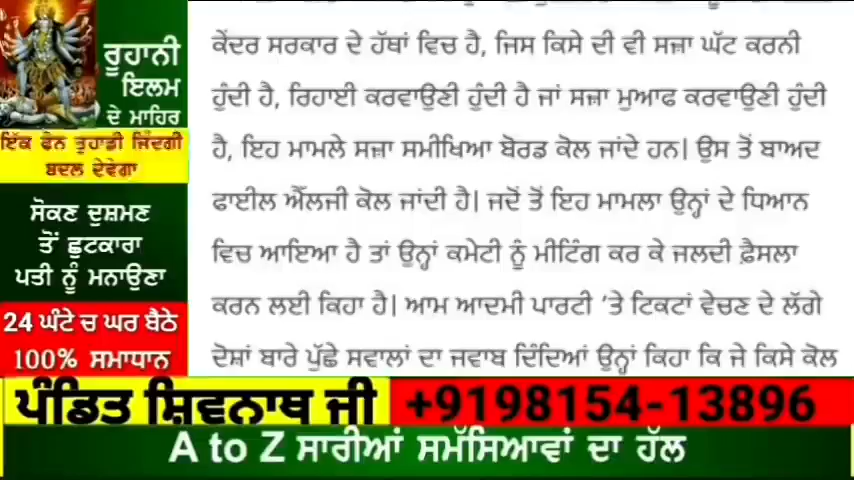 ਰੂਹਾਨੀ
ਇਲਮ
ਦੇ ਮਾਹਿਰ
ਇੱਕ ਫੋਨ ਤੁਹਾਡੀ ਜਿੰਦਗੀ
ਬਦਲ ਦੇਵੇਗਾ
ਸੋਕਣ ਦੁਸ਼ਮਣ
ਤੋਂ ਛੁਟਕਾਰਾ
ਪਤੀ ਨੂੰ ਮਨਾਉਣਾ
24 ਘੰਟੇ ਚ ਘਰ ਬੈਠੇ
100% ਸਮਾਧਾਨ
ਕੇਂਦਰ ਸਰਕਾਰ ਦੇ ਹੱਥਾਂ ਵਿਚ ਹੈ, ਜਿਸ ਕਿਸੇ ਦੀ ਵੀ ਸਜ਼ਾ ਘੱਟ ਕਰਨੀ
ਹੁੰਦੀ ਹੈ, ਰਿਹਾਈ ਕਰਵਾਉਣੀ ਹੁੰਦੀ ਹੈ ਜਾਂ ਸਜ਼ਾ ਮੁਆਫ ਕਰਵਾਉਣੀ ਹੁੰਦੀ
ਹੈ, ਇਹ ਮਾਮਲੇ ਸਜ਼ਾ ਸਮੀਖਿਆ ਬੋਰਡ ਕੋਲ ਜਾਂਦੇ ਹਨ। ਉਸ ਤੋਂ ਬਾਅਦ
ਫਾਈਲ ਐੱਲਜੀ ਕੋਲ ਜਾਂਦੀ ਹੈ। ਜਦੋਂ ਤੋਂ ਇਹ ਮਾਮਲਾ ਉਨ੍ਹਾਂ ਦੇ ਧਿਆਨ
ਵਿਚ ਆਇਆ ਹੈ ਤਾਂ ਉਨ੍ਹਾਂ ਕਮੇਟੀ ਨੂੰ ਮੀਟਿੰਗ ਕਰ ਕੇ ਜਲਦੀ ਫ਼ੈਸਲਾ
ਕਰਨ ਲਈ ਕਿਹਾ ਹੈ। ਆਮ ਆਦਮੀ ਪਾਰਟੀ ’ਤੇ ਟਿਕਟਾਂ ਵੇਚਣ ਦੇ ਲੱਗੇ
ਦੋਸ਼ਾਂ ਬਾਰੇ ਪੁੱਛੇ ਸਵਾਲਾਂ ਦਾ ਜਵਾਬ ਦਿੰਦਿਆਂ ਉਨ੍ਹਾਂ ਕਿਹਾ ਕਿ ਜੇ ਕਿਸੇ ਕੋਲ
ਪੰਡਿਤ ਸ਼ਿਵਨਾਥ ਜੀ +9198154-13896
A to Z ਸਾਰੀਆਂ ਸਮੱਸਿਆਵਾਂ ਦਾ ਹੱਲ